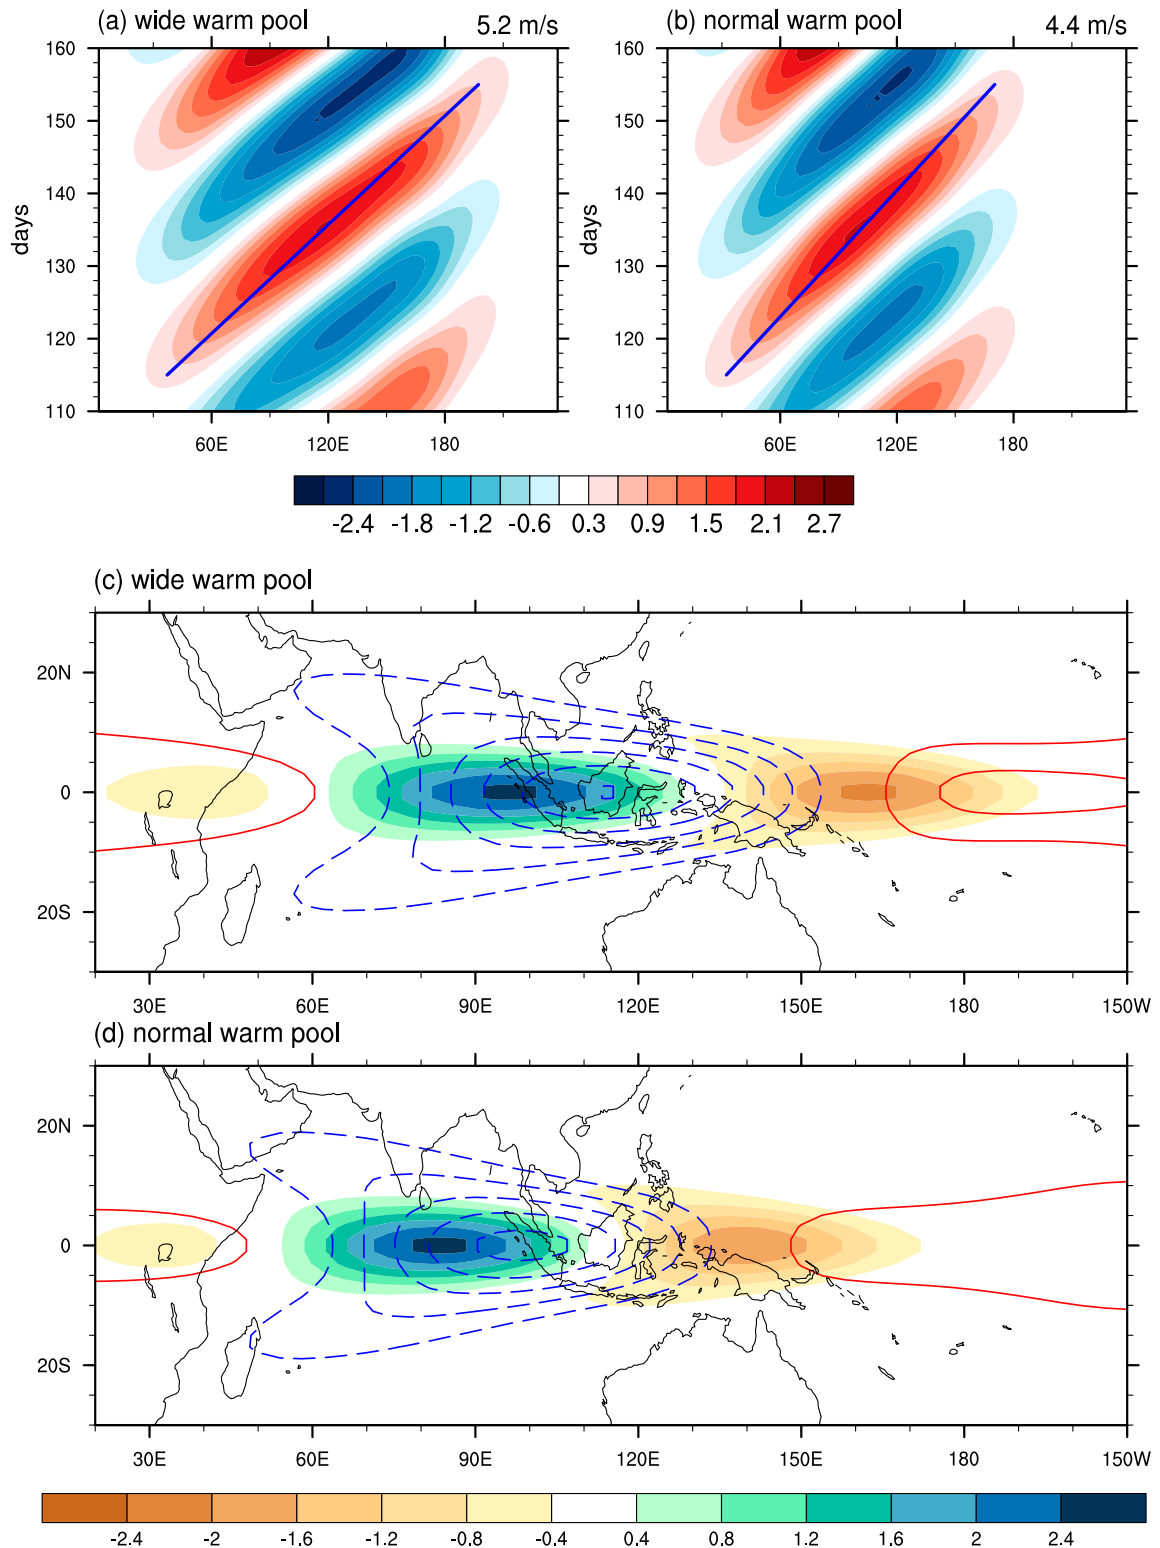 (a) wide warm pool 5.2 m/s
(b) normal warm pool 4.4 m/s
160
150
140
130
120
110
days
60E 120E 180
160
150
140
130
120
110
days
60E 120E 180
-2.4 -1.8 -1.2 -0.6 0.3 0.9 1.5 2.1 2.7
(c) wide warm pool
20N
0
20S
30E 60E 90E 120E 150E 180 150W
(d) normal warm pool
20N
0
20S
30E 60E 90E 120E 150E 180 150W
-2.4 -2 -1.6 -1.2 -0.8 -0.4 0.4 0.8 1.2 1.6 2 2.4